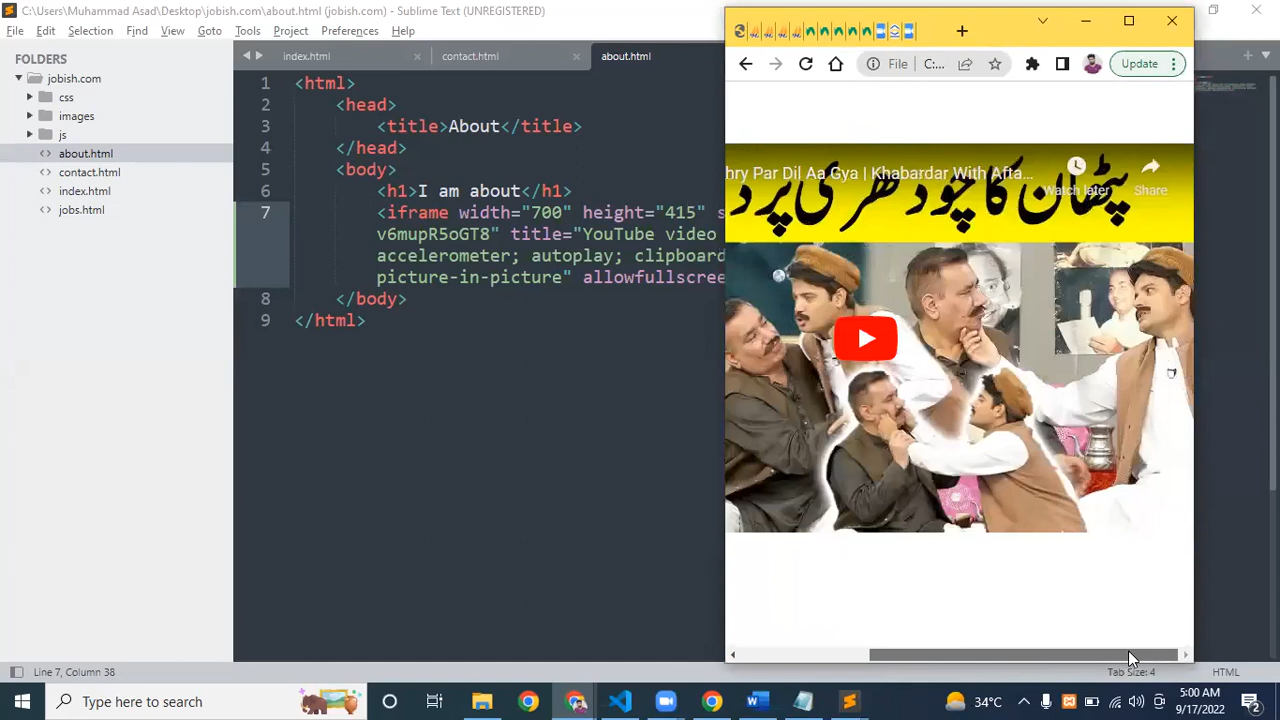 C:\Users\Muhammad Asad\Desktop\jobish.com\about.html (jobish.com) - Sublime Text (UNREGISTERED)
File Edit Selection Find View Goto Tools Project Preferences Help
FOLDERS
jobish.com
css
images
js
about.html
contact.html
index.html
jobs.html
index.html
contact.html
about.html
1 <html>
2 <head>
3 <title>About</title>
4 </head>
5 <body>
6 <h1>I am about</h1>
7 <iframe width="700" height="415" s
v6mupR5oGT8" title="YouTube video
accelerometer; autoplay; clipboard
picture-in-picture" allowfullscree
8 </body>
9 </html>
File C:... Update
hry Par Dil Aa Gya | Khabardar With Afta...
Watch later Share
پٹھان کا چودھری پر د
Line 7, Column 38
Tab Size: 4 HTML
Type here to search
34°C
5:00 AM
9/17/2022
2